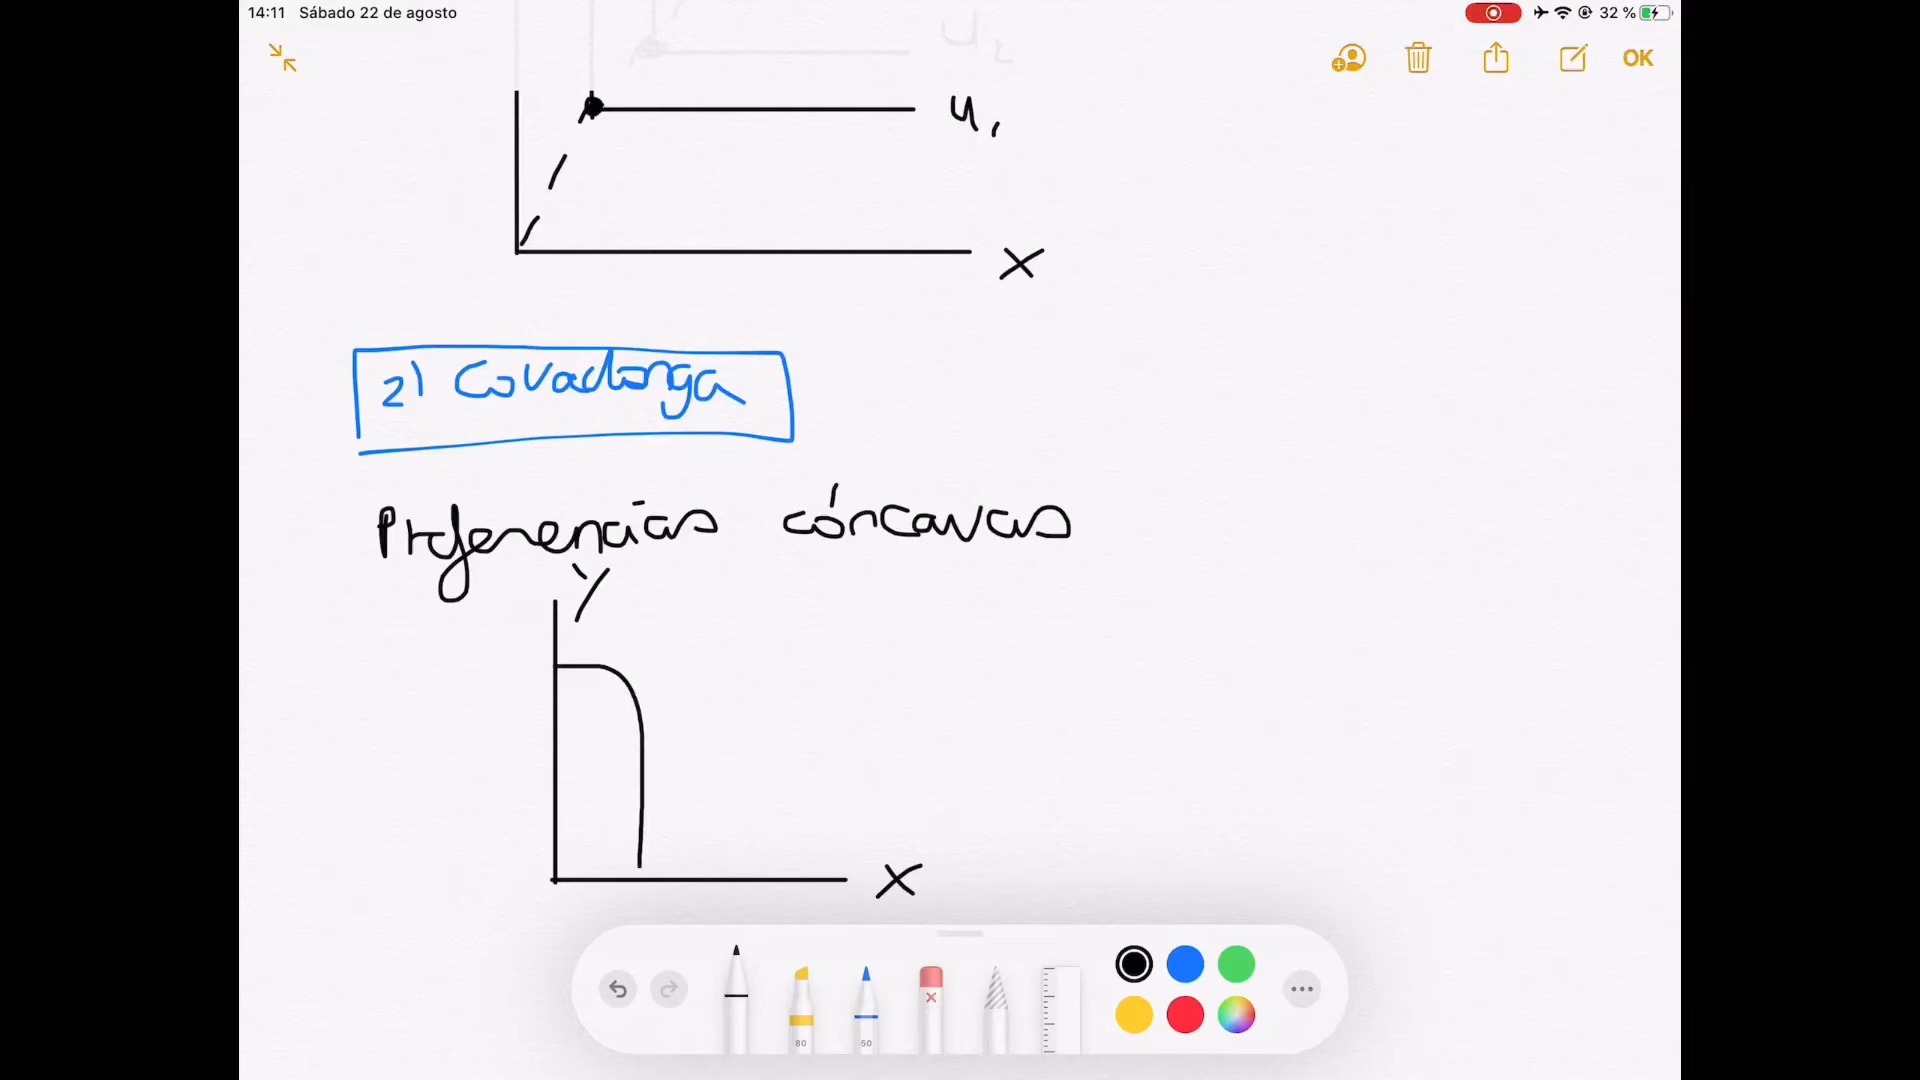 14:11 Sábado 22 de agosto 32 %
OK
u,
x
2) Covadonga
Preferencias cóncavas
y
x
80 50